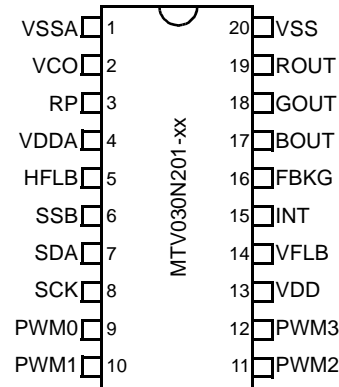 VSSA 1 20 VSS
VCO 2 19 ROUT
RP 3 18 GOUT
VDDA 4 17 BOUT
HFLB 5 16 FBKG
SSB 6 15 INT
SDA 7 14 VFLB
SCK 8 13 VDD
PWM0 9 12 PWM3
PWM1 10 11 PWM2
MTV030N201-xx